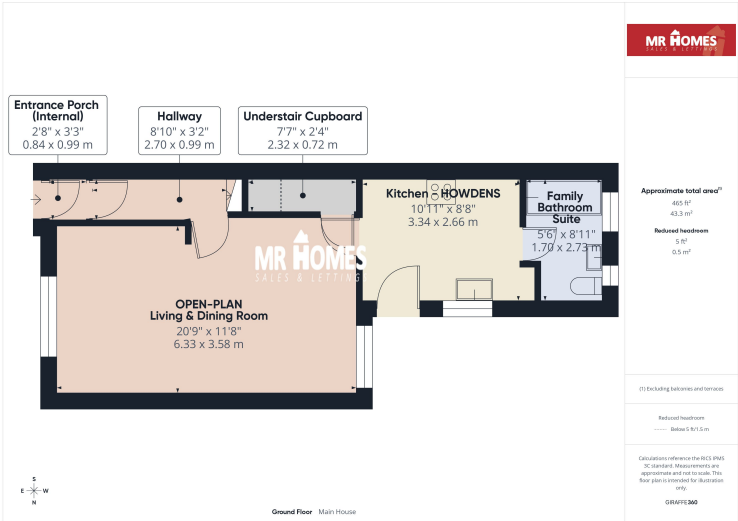 MR HOMES
SALES & LETTINGS
Entrance Porch
(Internal)
2'8" x 3'3"
0.84 x 0.99 m
Hallway
8'10" x 3'2"
2.70 x 0.99 m
Understair Cupboard
7'7" x 2'4"
2.32 x 0.72 m
Kitchen - HOWDENS
10'11" x 8'8"
3.34 x 2.66 m
Family
Bathroom
Suite
5'6" x 8'11"
1.70 x 2.73 m
MR HOMES
SALES & LETTINGS
OPEN-PLAN
Living & Dining Room
20'9" x 11'8"
6.33 x 3.58 m
Approximate total area(1)
465 ft²
43.3 m²
Reduced headroom
5 ft²
0.5 m²
(1) Excluding balconies and terraces
Reduced headroom
Below 5 ft/1.5 m
Calculations reference the RICS IPMS
3C standard. Measurements are
approximate and not to scale. This
floor plan is intended for illustration
only.
GIRAFFE360
S
E W
N
Ground Floor Main House